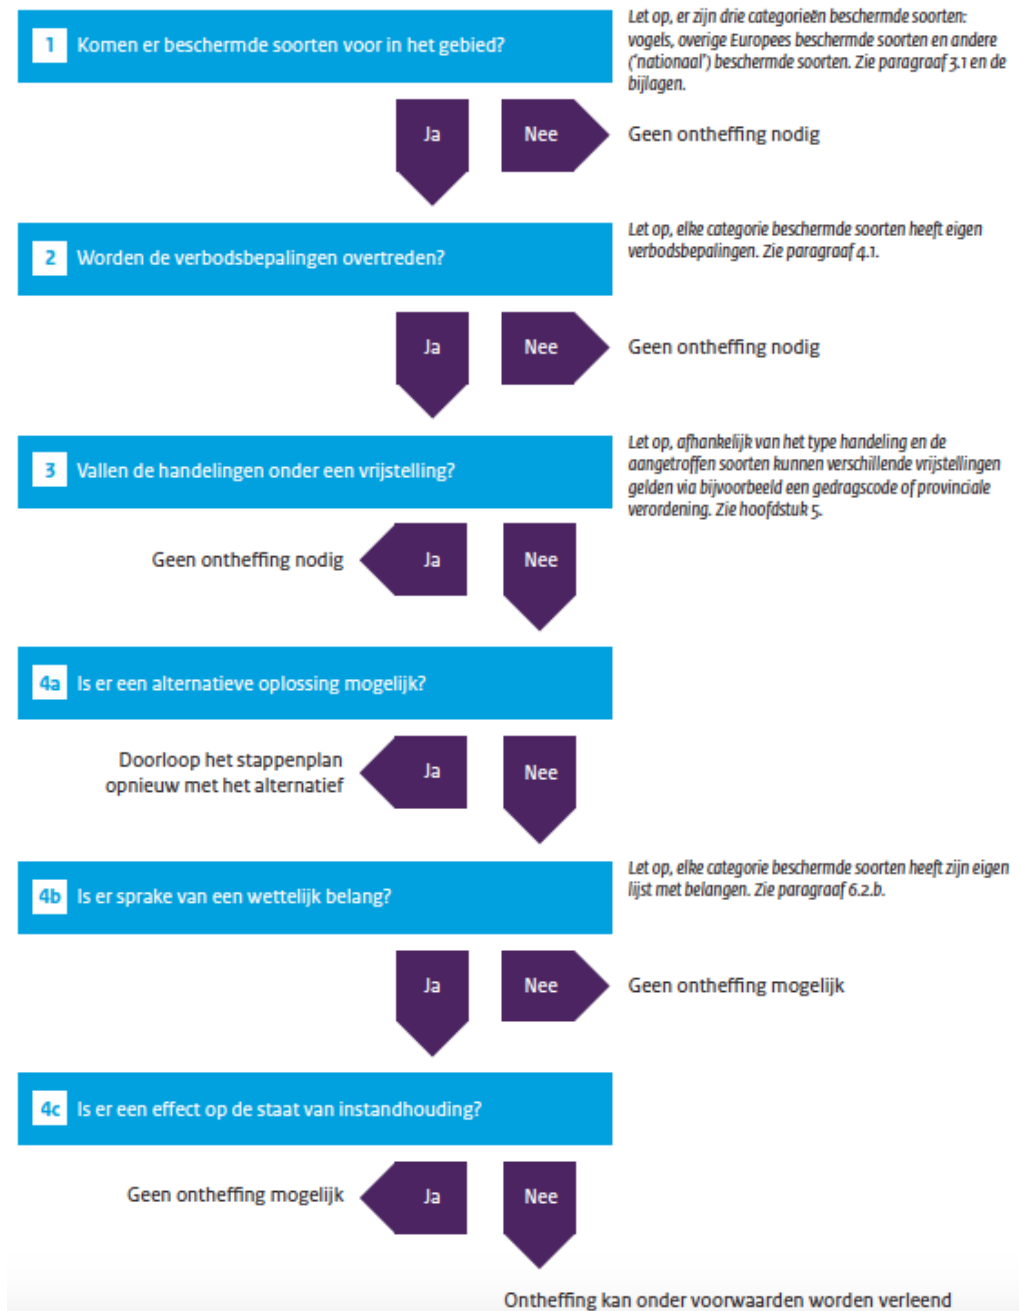 1 Komen er beschermde soorten voor in het gebied?
Let op, er zijn drie categorieën beschermde soorten:
vogels, overige Europees beschermde soorten en andere
('nationaal') beschermde soorten. Zie paragraaf 3.1 en de
bijlagen.
Ja
Nee
Geen ontheffing nodig
2 Worden de verbodsbepalingen overtreden?
Let op, elke categorie beschermde soorten heeft eigen
verbodsbepalingen. Zie paragraaf 4.1.
Ja
Nee
Geen ontheffing nodig
3 Vallen de handelingen onder een vrijstelling?
Let op, afhankelijk van het type handeling en de
aangetroffen soorten kunnen verschillende vrijstellingen
gelden via bijvoorbeeld een gedragscode of provinciale
verordening. Zie hoofdstuk 5.
Geen ontheffing nodig
Ja
Nee
4a Is er een alternatieve oplossing mogelijk?
Doorloop het stappenplan
opnieuw met het alternatief
Ja
Nee
4b Is er sprake van een wettelijk belang?
Let op, elke categorie beschermde soorten heeft zijn eigen
lijst met belangen. Zie paragraaf 6.2.b.
Ja
Nee
Geen ontheffing mogelijk
4c Is er een effect op de staat van instandhouding?
Geen ontheffing mogelijk
Ja
Nee
Ontheffing kan onder voorwaarden worden verleend